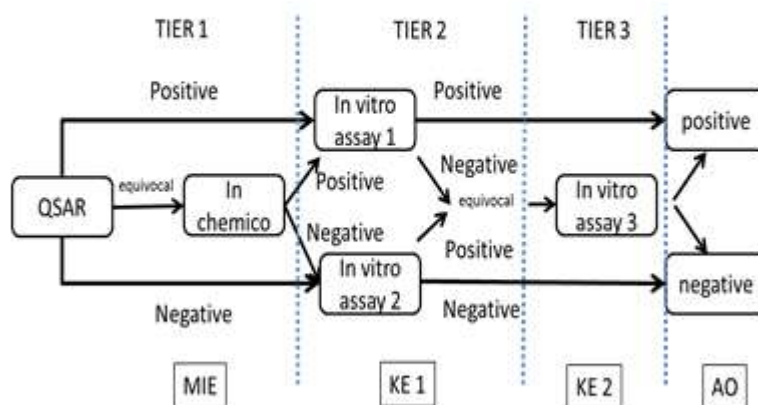 TIER 1
TIER 2
TIER 3
Positive
In vitro
assay 1
Positive
positive
Negative
QSAR
equivocal
In
chemico
Positive
equivocal
In vitro
assay 3
Negative
Positive
In vitro
assay 2
negative
Negative
Negative
MIE
KE 1
KE 2
AO